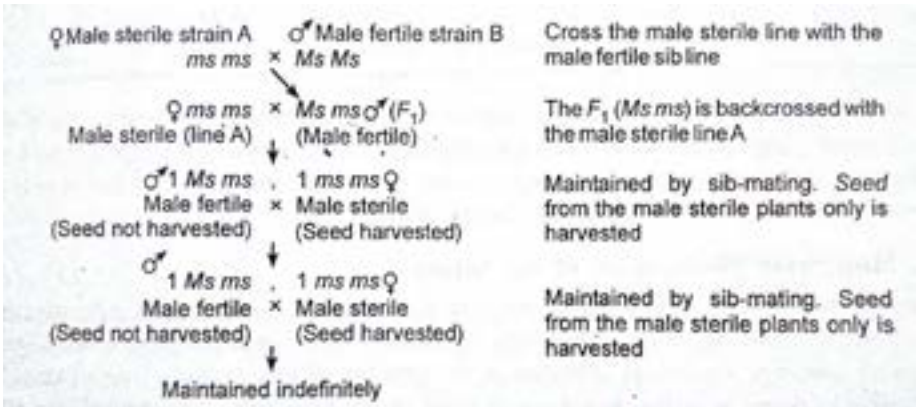 ♀Male sterile strain A ♂Male fertile strain B Cross the male sterile line with the
ms ms × Ms Ms male fertile sib line
♀ ms ms × Ms ms♂(F₁) The F₁ (Ms ms) is backcrossed with
Male sterile (line A) (Male fertile) the male sterile line A
♂1 Ms ms , 1 ms ms♀ Maintained by sib-mating. Seed
Male fertile × Male sterile from the male sterile plants only is
(Seed not harvested) (Seed harvested) harvested
♂
1 Ms ms , 1 ms ms♀ Maintained by sib-mating. Seed
Male fertile × Male sterile from the male sterile plants only is
(Seed not harvested) (Seed harvested) harvested
Maintained indefinitely